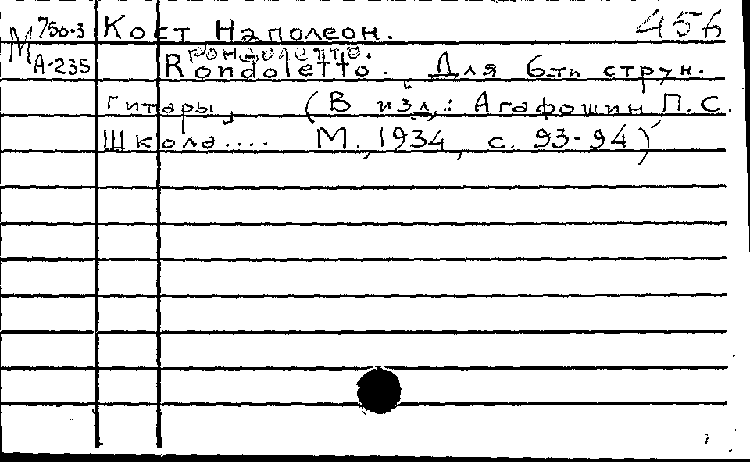 М 750-3 Кост Наполеон. 456
А-235
Рондолетто.
Rondoletto. Для 6-ти струн.
гитары, (В изд.: Агафошин П.С.
Школа.... М., 1934, с. 93-94)